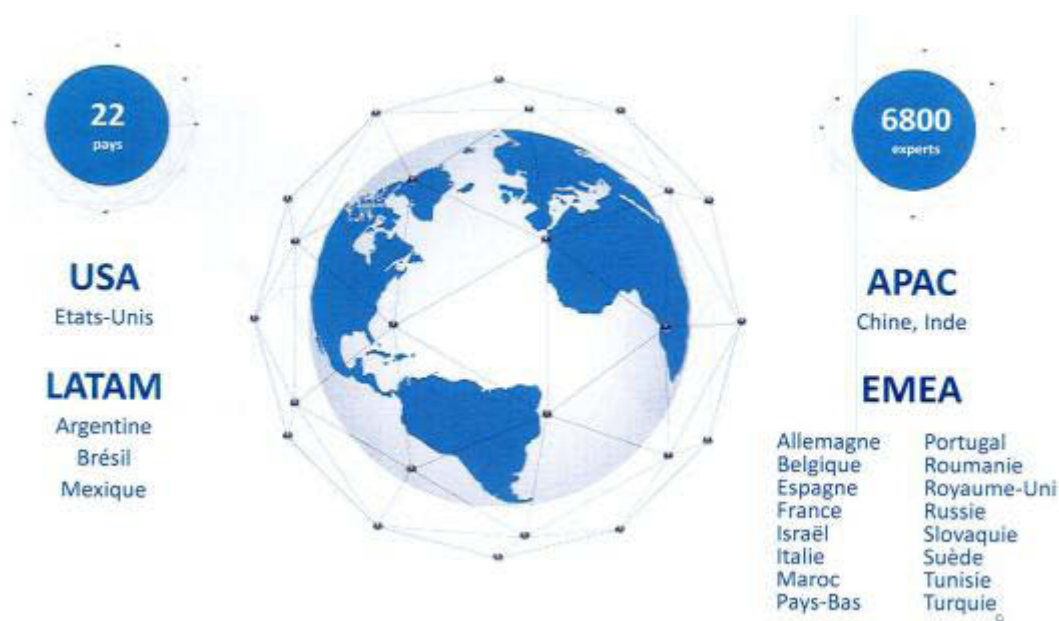 22
pays
6800
experts
USA
Etats-Unis
LATAM
Argentine
Brésil
Mexique
APAC
Chine, Inde
EMEA
Allemagne
Belgique
Espagne
France
Israël
Italie
Maroc
Pays-Bas
Portugal
Roumanie
Royaume-Uni
Russie
Slovaquie
Suède
Tunisie
Turquie